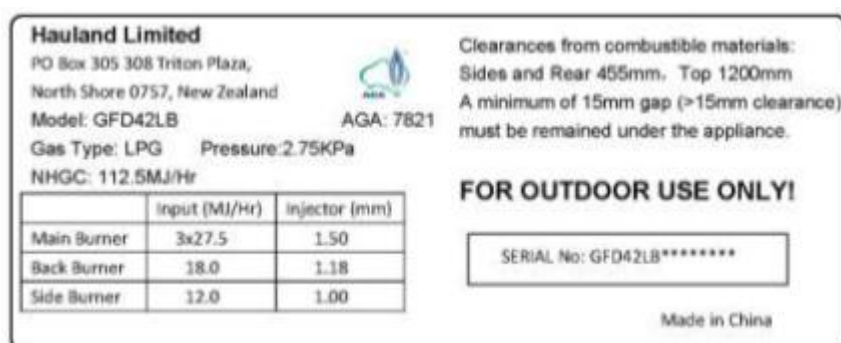 Hauland Limited
PO Box 305 308 Triton Plaza,
North Shore 0757, New Zealand
AGA
Model: GFD42LB AGA: 7821
Gas Type: LPG Pressure:2.75KPa
NHGC: 112.5MJ/Hr
Input (MJ/Hr) Injector (mm)
Main Burner 3x27.5 1.50
Back Burner 18.0 1.18
Side Burner 12.0 1.00
Clearances from combustible materials:
Sides and Rear 455mm, Top 1200mm
A minimum of 15mm gap (>15mm clearance)
must be remained under the appliance.
FOR OUTDOOR USE ONLY!
SERIAL No: GFD42LB********
Made in China